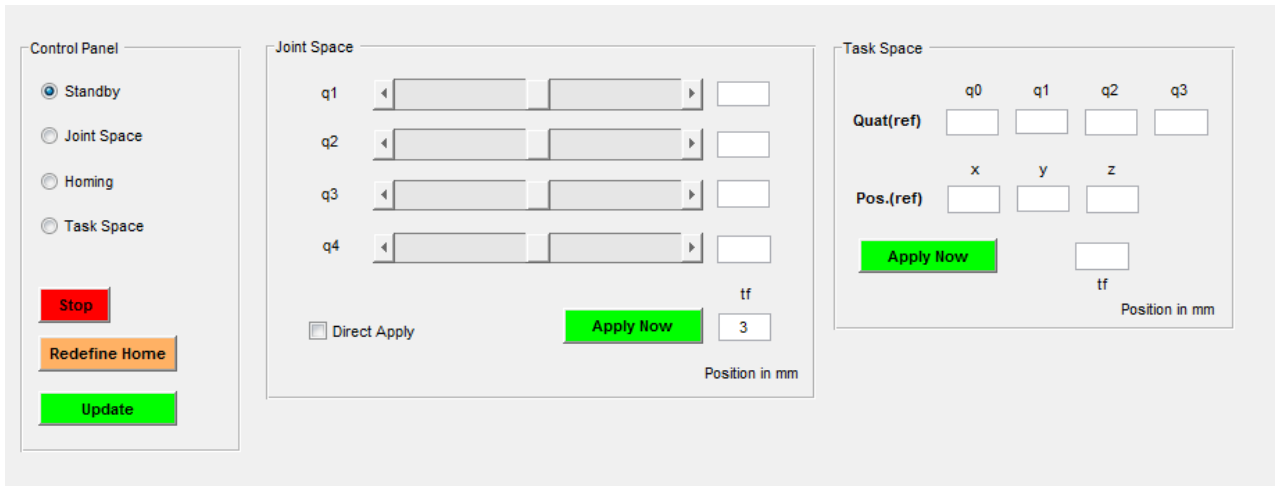 Control Panel
Standby
Joint Space
Homing
Task Space
Stop
Redefine Home
Update
Joint Space
q1
q2
q3
q4
tf
Direct Apply
Apply Now
3
Position in mm
Task Space
q0 q1 q2 q3
Quat(ref)
x y z
Pos.(ref)
Apply Now
tf
Position in mm